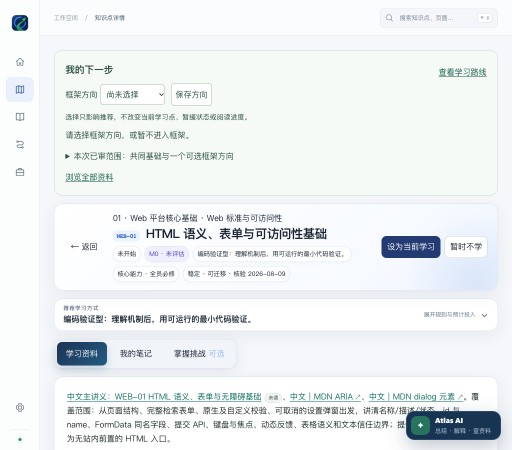 工作空间 / 知识点详情
搜索知识点、页面...
我的下一步
查看学习路线
框架方向 尚未选择 保存方向
选择只影响推荐，不改变当前学习点、暂缓状态或阅读进度。
请选择框架方向，或暂不进入框架。
▶ 本次已审范围：共同基础与一个可选框架方向
浏览全部资料
01 · Web 平台核心基础 · Web 标准与可访问性
← 返回
WEB-01 HTML 语义、表单与可访问性基础
未开始 M0 · 未评估 编码验证型：理解机制后，用可运行的最小代码验证。
核心能力 · 全员必修 稳定 · 可迁移 · 核验 2026-08-09
设为当前学习 暂时不学
推荐学习方式
编码验证型：理解机制后，用可运行的最小代码验证。
展开规则与预计投入
学习资料 我的笔记 掌握挑战 可选
中文主讲义：WEB-01 HTML 语义、表单与无障碍基础 未读 、中文｜MDN ARIA ↗、中文｜MDN dialog 元素 ↗。覆
盖范围：从页面结构、完整检索表单、原生及自定义校验、可取消的设置弹窗出发，讲清名称/描述/状态、id 与
name、FormData 同名字段、提交 API、键盘与焦点、动态反馈、表格语义和文本信任边界；提
为无站内前置的 HTML 入口。
Atlas AI
总结 · 解释 · 查资料